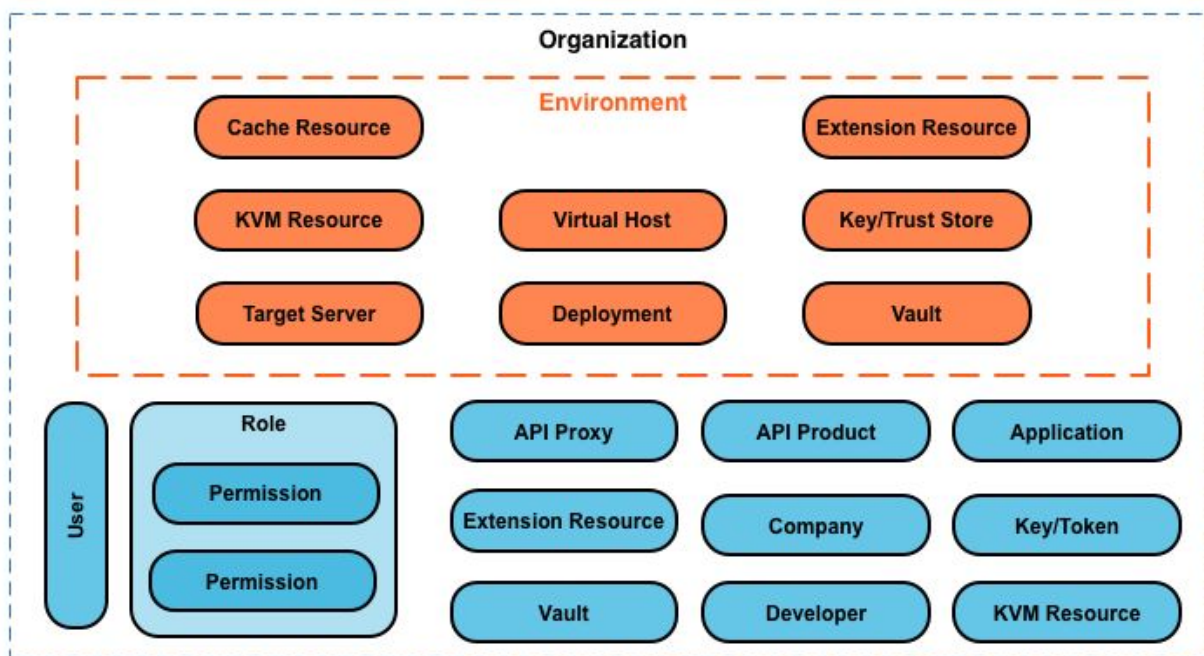 Organization
Environment
Cache Resource
Extension Resource
KVM Resource
Virtual Host
Key/Trust Store
Target Server
Deployment
Vault
User
Role
Permission
Permission
API Proxy
API Product
Application
Extension Resource
Company
Key/Token
Vault
Developer
KVM Resource